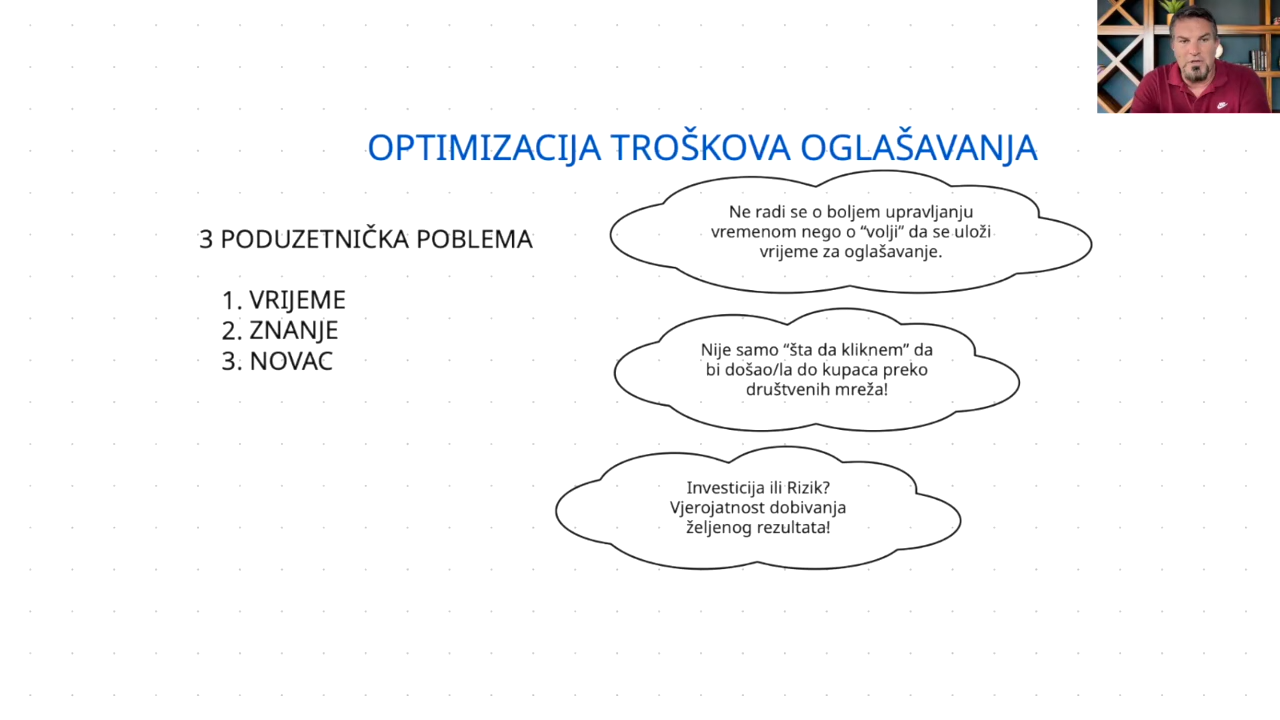 OPTIMIZACIJA TROŠKOVA OGLAŠAVANJA
3 PODUZETNIČKA POBLEMA
1. VRIJEME
2. ZNANJE
3. NOVAC
Ne radi se o boljem upravljanju
vremenom nego o “volji” da se uloži
vrijeme za oglašavanje.
Nije samo “šta da kliknem” da
bi došao/la do kupaca preko
društvenih mreža!
Investicija ili Rizik?
Vjerojatnost dobivanja
željenog rezultata!